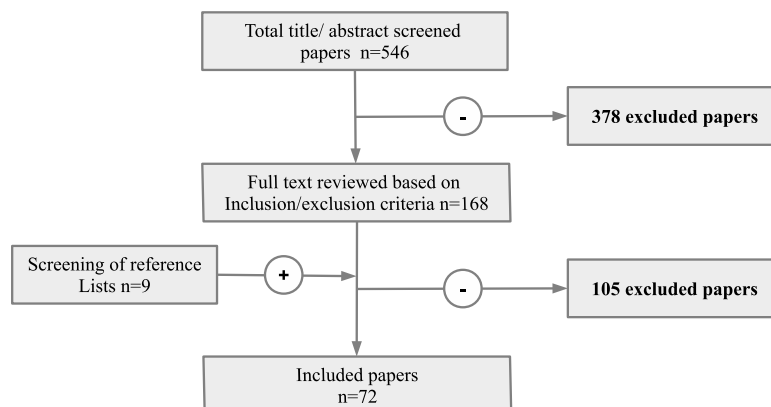 Total title/ abstract screened
papers n=546
-
378 excluded papers
Full text reviewed based on
Inclusion/exclusion criteria n=168
Screening of reference
Lists n=9
+
-
105 excluded papers
Included papers
n=72